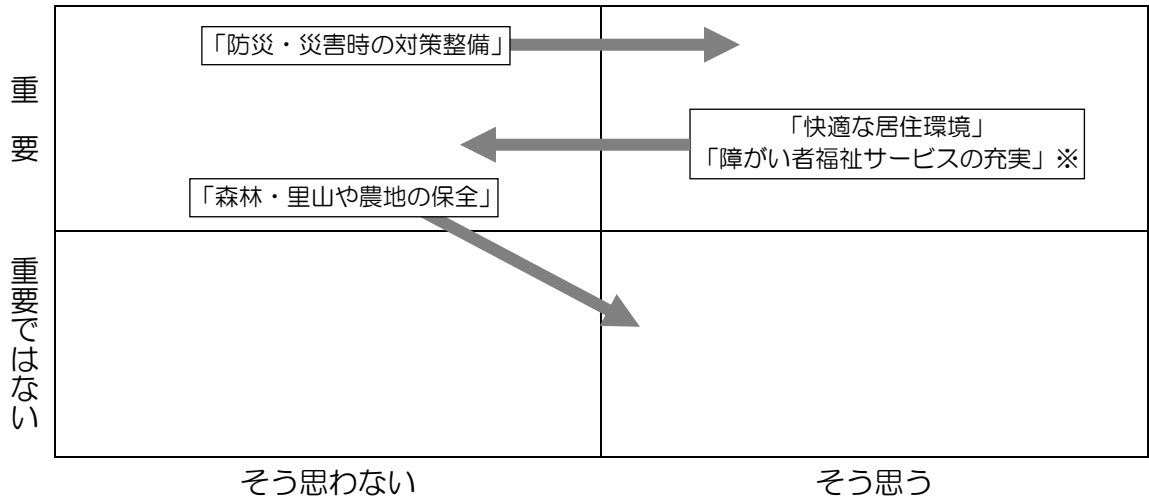 「防災・災害時の対策整備」
重要
「快適な居住環境」
「障がい者福祉サービスの充実」※
「森林・里山や農地の保全」
重要ではない
そう思わない
そう思う